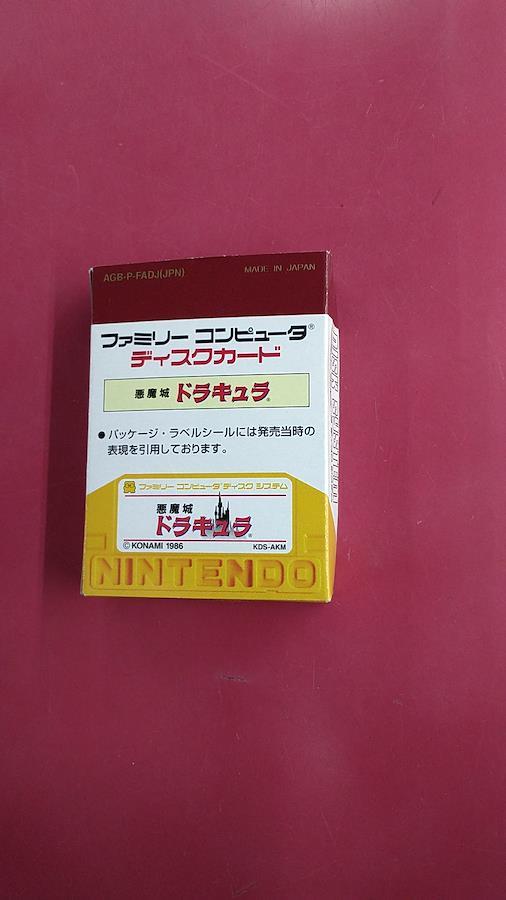 AGB-P-FADJ(JPN) MADE IN JAPAN
ファミリー コンピュータ®
ディスクカード
悪魔城 ドラキュラ®
● パッケージ・ラベルシールには発売当時の
表現を引用しております。
ファミリー コンピュータ ディスク システム
悪魔城
ドラキュラ®
© KONAMI 1986 KDS-AKM
NINTENDO
DISK SYSTEM